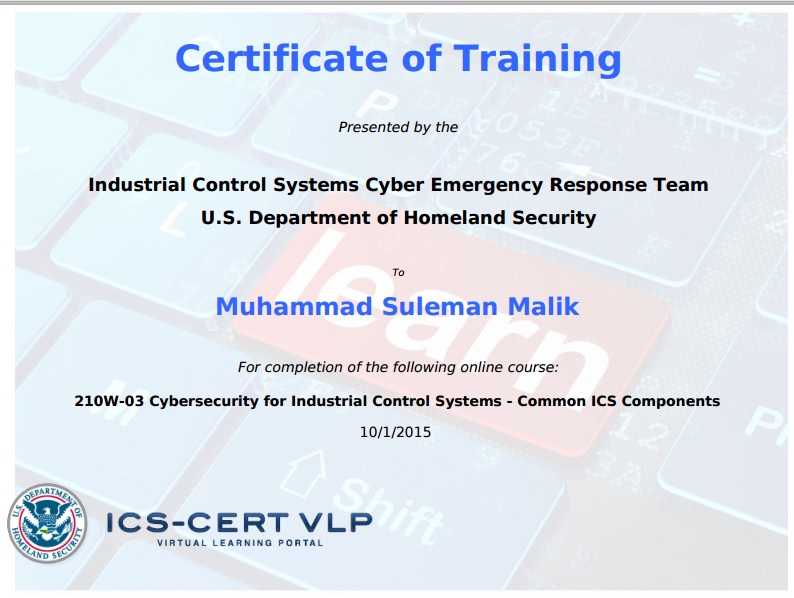 Certificate of Training
Presented by the
Industrial Control Systems Cyber Emergency Response Team
U.S. Department of Homeland Security
To
Muhammad Suleman Malik
For completion of the following online course:
210W-03 Cybersecurity for Industrial Control Systems - Common ICS Components
10/1/2015
U.S. DEPARTMENT OF HOMELAND SECURITY
ICS-CERT VLP
VIRTUAL LEARNING PORTAL
learn
Shift
P
L
M